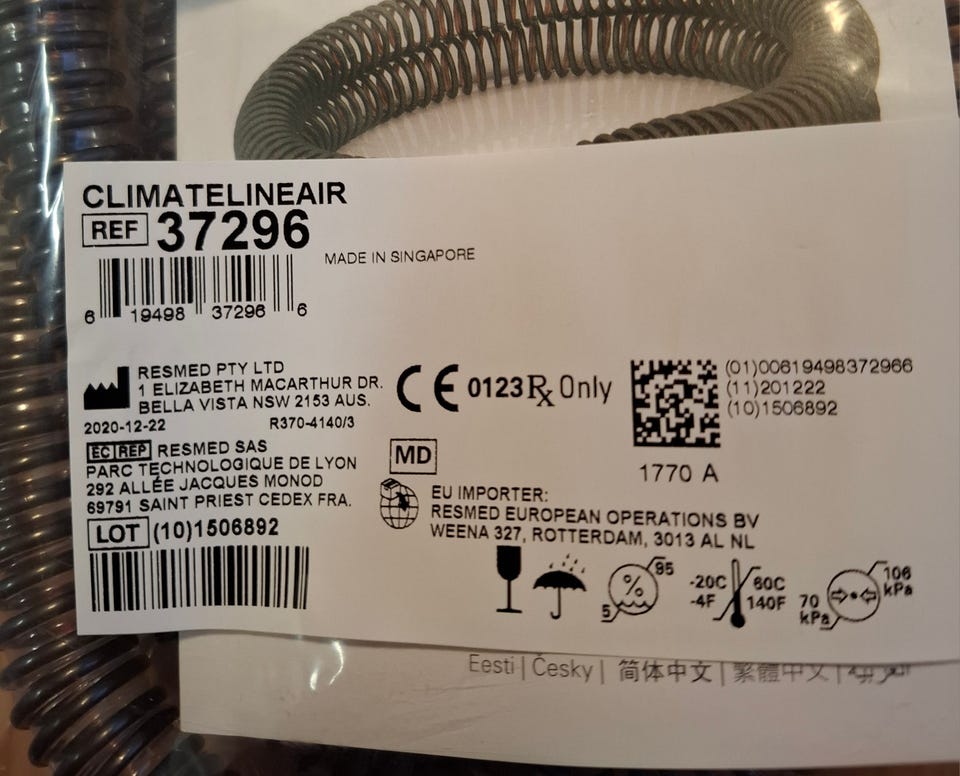 CLIMATELINEAIR
REF 37296
MADE IN SINGAPORE
6 19498 37296 6
RESMED PTY LTD
1 ELIZABETH MACARTHUR DR.
BELLA VISTA NSW 2153 AUS.
2020-12-22 R370-4140/3
EC REP RESMED SAS
PARC TECHNOLOGIQUE DE LYON
292 ALLÉE JACQUES MONOD
69791 SAINT PRIEST CEDEX FRA.
LOT (10)1506892
CE 0123 Rx Only
(01)00619498372966
(11)201222
(10)1506892
1770 A
MD
EU IMPORTER:
RESMED EUROPEAN OPERATIONS BV
WEENA 327, ROTTERDAM, 3013 AL NL
5 % 95
-20C 60C
-4F 140F
70 kPa 106 kPa
Eesti | Česky | 简体中文 | 繁體中文 |